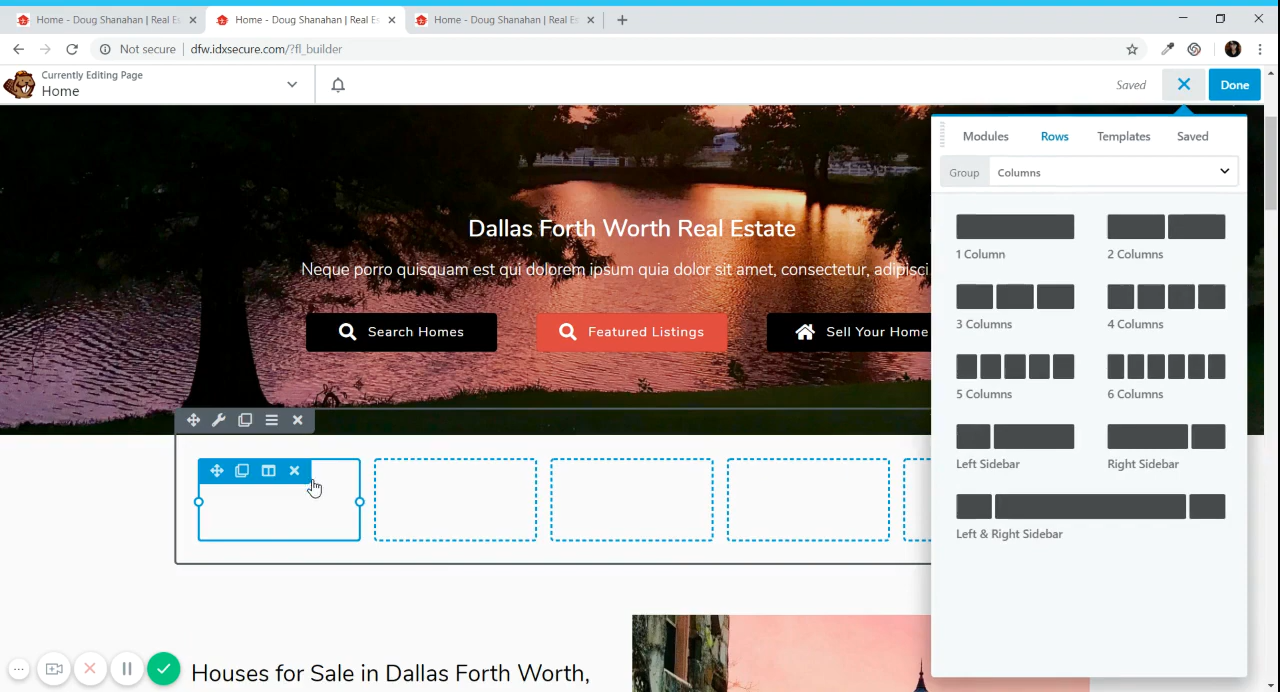 Home - Doug Shanahan | Real Es
Home - Doug Shanahan | Real Es
Home - Doug Shanahan | Real Es
Not secure | dfw.idxsecure.com/?fl_builder
Currently Editing Page
Home
Saved
Done
Modules
Rows
Templates
Saved
Group
Columns
1 Column
2 Columns
3 Columns
4 Columns
5 Columns
6 Columns
Left Sidebar
Right Sidebar
Left & Right Sidebar
Dallas Forth Worth Real Estate
Neque porro quisquam est qui dolorem ipsum quia dolor sit amet, consectetur, adipisci
Search Homes
Featured Listings
Sell Your Home
Houses for Sale in Dallas Forth Worth,